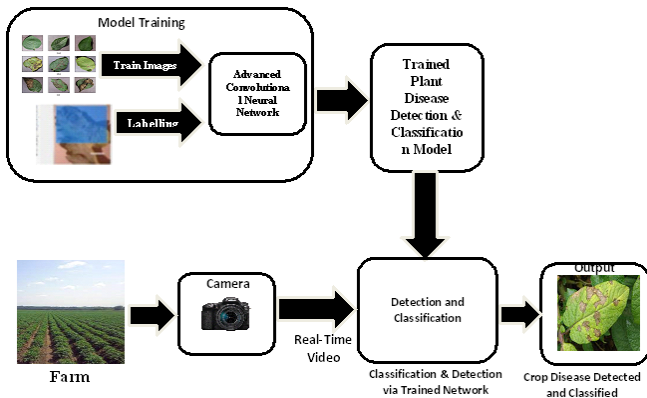 Model Training
Train Images
Labelling
Advanced
Convolutiona
l Neural
Network
Trained
Plant
Disease
Detection &
Classificatio
n Model
Farm
Camera
Real-Time
Video
Detection and
Classification
Classification & Detection
via Trained Network
Output
Crop Disease Detected
and Classified